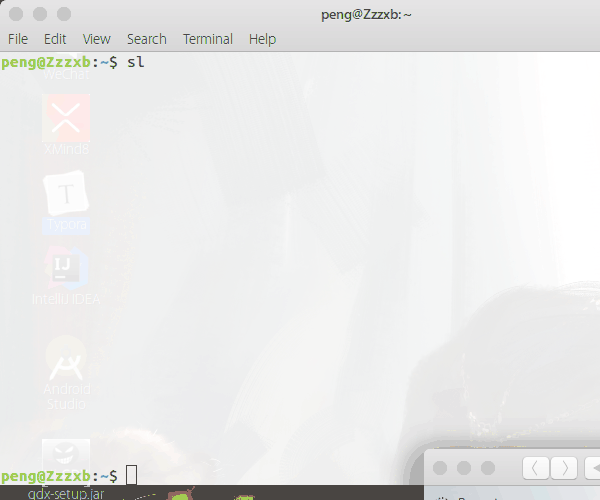 peng@Zzzxb:~
File Edit View Search Terminal Help
peng@Zzzxb:~$ sl
WeChat
XMind8
Typora
IntelliJ IDEA
Android
Studio
peng@Zzzxb:~$
gdx-setup.jar